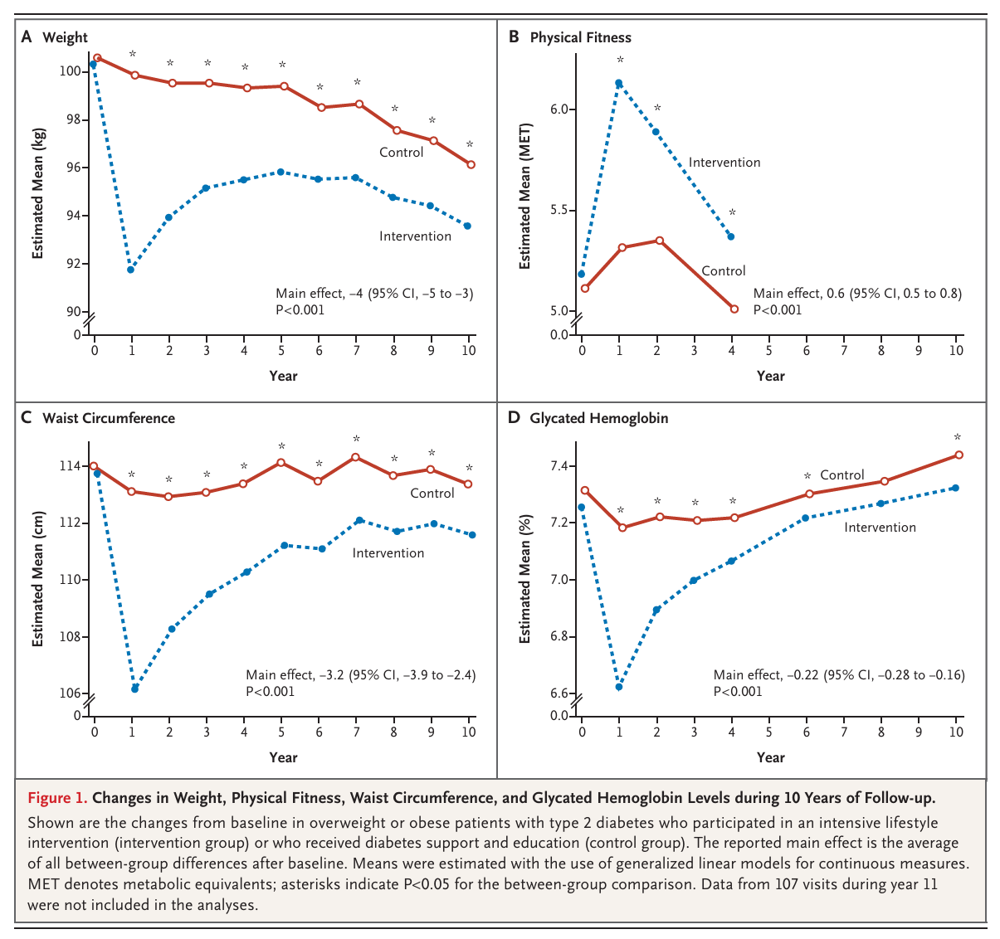 A Weight
100
98
96
94
92
90
0
Estimated Mean (kg)
* * * * * * * * * *
Control
Intervention
Main effect, –4 (95% CI, –5 to –3)
P<0.001
0 1 2 3 4 5 6 7 8 9 10
Year
B Physical Fitness
6.0
5.5
5.0
0.0
Estimated Mean (MET)
* * *
Intervention
Control
Main effect, 0.6 (95% CI, 0.5 to 0.8)
P<0.001
0 1 2 3 4 5 6 7 8 9 10
Year
C Waist Circumference
114
112
110
108
106
0
Estimated Mean (cm)
* * * * * * * * * *
Control
Intervention
Main effect, –3.2 (95% CI, –3.9 to –2.4)
P<0.001
0 1 2 3 4 5 6 7 8 9 10
Year
D Glycated Hemoglobin
7.4
7.2
7.0
6.8
6.6
0.0
Estimated Mean (%)
* * * * * *
Control
Intervention
Main effect, –0.22 (95% CI, –0.28 to –0.16)
P<0.001
0 1 2 3 4 5 6 7 8 9 10
Year
Figure 1. Changes in Weight, Physical Fitness, Waist Circumference, and Glycated Hemoglobin Levels during 10 Years of Follow-up.
Shown are the changes from baseline in overweight or obese patients with type 2 diabetes who participated in an intensive lifestyle
intervention (intervention group) or who received diabetes support and education (control group). The reported main effect is the average
of all between-group differences after baseline. Means were estimated with the use of generalized linear models for continuous measures.
MET denotes metabolic equivalents; asterisks indicate P<0.05 for the between-group comparison. Data from 107 visits during year 11
were not included in the analyses.